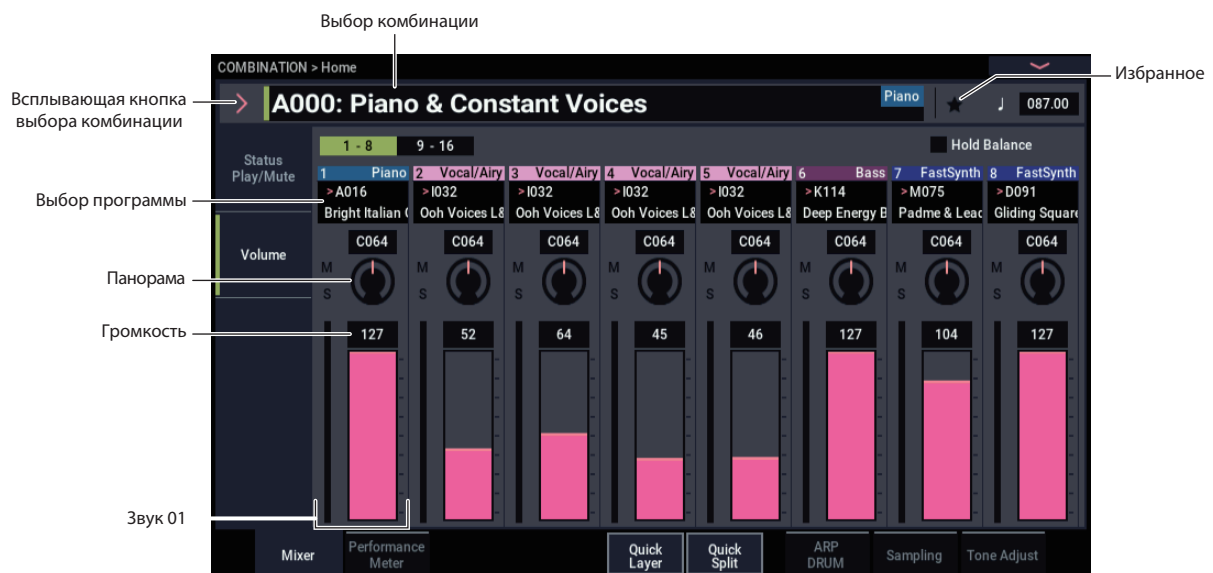 Выбор комбинации
COMBINATION > Home
Избранное
Всплывающая кнопка
выбора комбинации
> A000: Piano & Constant Voices
Piano
♩ 087.00
1 - 8 9 - 16
Hold Balance
Status
Play/Mute
1 Piano 2 Vocal/Airy 3 Vocal/Airy 4 Vocal/Airy 5 Vocal/Airy 6 Bass 7 FastSynth 8 FastSynth
Выбор программы
>A016 >I032 >I032 >I032 >I032 >K114 >M075 >D091
Bright Italian Ooh Voices L& Ooh Voices L& Ooh Voices L& Ooh Voices L& Deep Energy B Padme & Lead Gliding Square
C064 C064 C064 C064 C064 C064 C064 C064
Volume
Панорама
M M M M M M M M
S S S S S S S S
Громкость
127 52 64 45 46 127 104 127
Звук 01
Mixer
Performance
Meter
Quick
Layer
Quick
Split
ARP
DRUM
Sampling
Tone Adjust